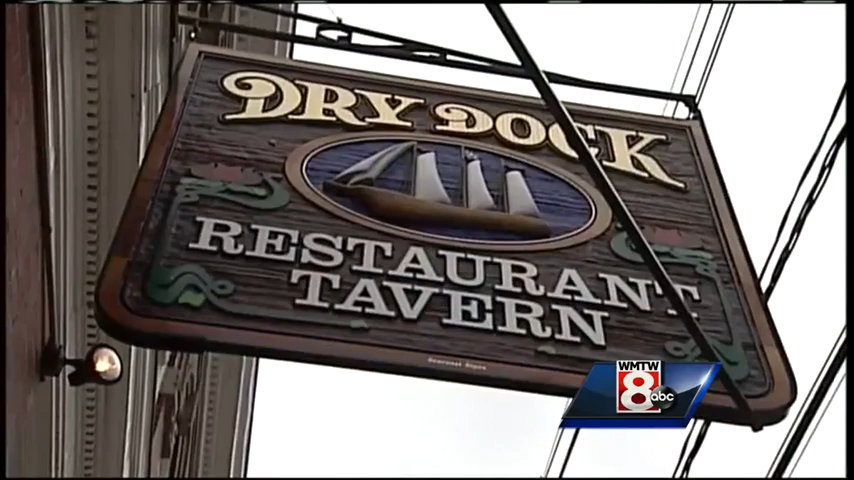 DRY DOCK
RESTAURANT
TAVERN
WMTW
8 abc